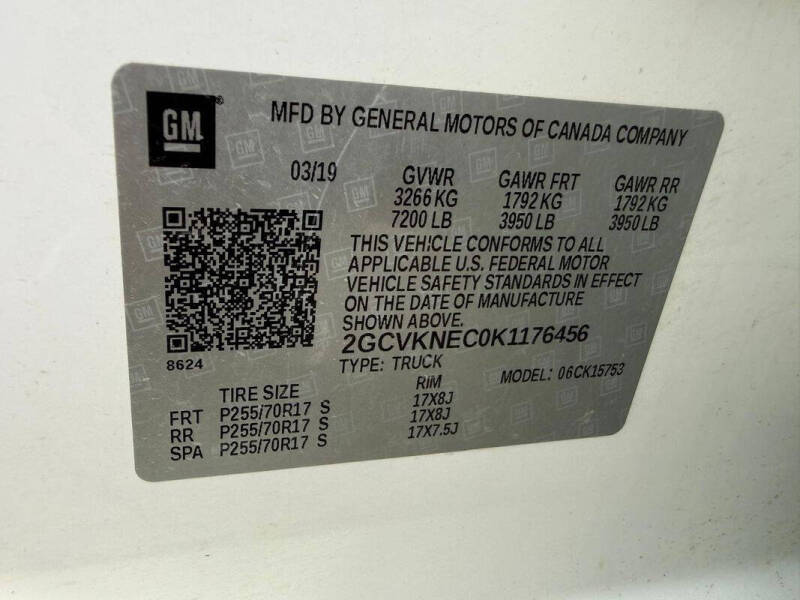 GM
MFD BY GENERAL MOTORS OF CANADA COMPANY
03/19 GVWR GAWR FRT GAWR RR
3266 KG 1792 KG 1792 KG
7200 LB 3950 LB 3950 LB
THIS VEHICLE CONFORMS TO ALL
APPLICABLE U.S. FEDERAL MOTOR
VEHICLE SAFETY STANDARDS IN EFFECT
ON THE DATE OF MANUFACTURE
SHOWN ABOVE.
2GCVKNEC0K1176456
8624
TYPE: TRUCK MODEL: 06CK15753
TIRE SIZE RIM
FRT P255/70R17 S 17X8J
RR P255/70R17 S 17X8J
SPA P255/70R17 S 17X7.5J